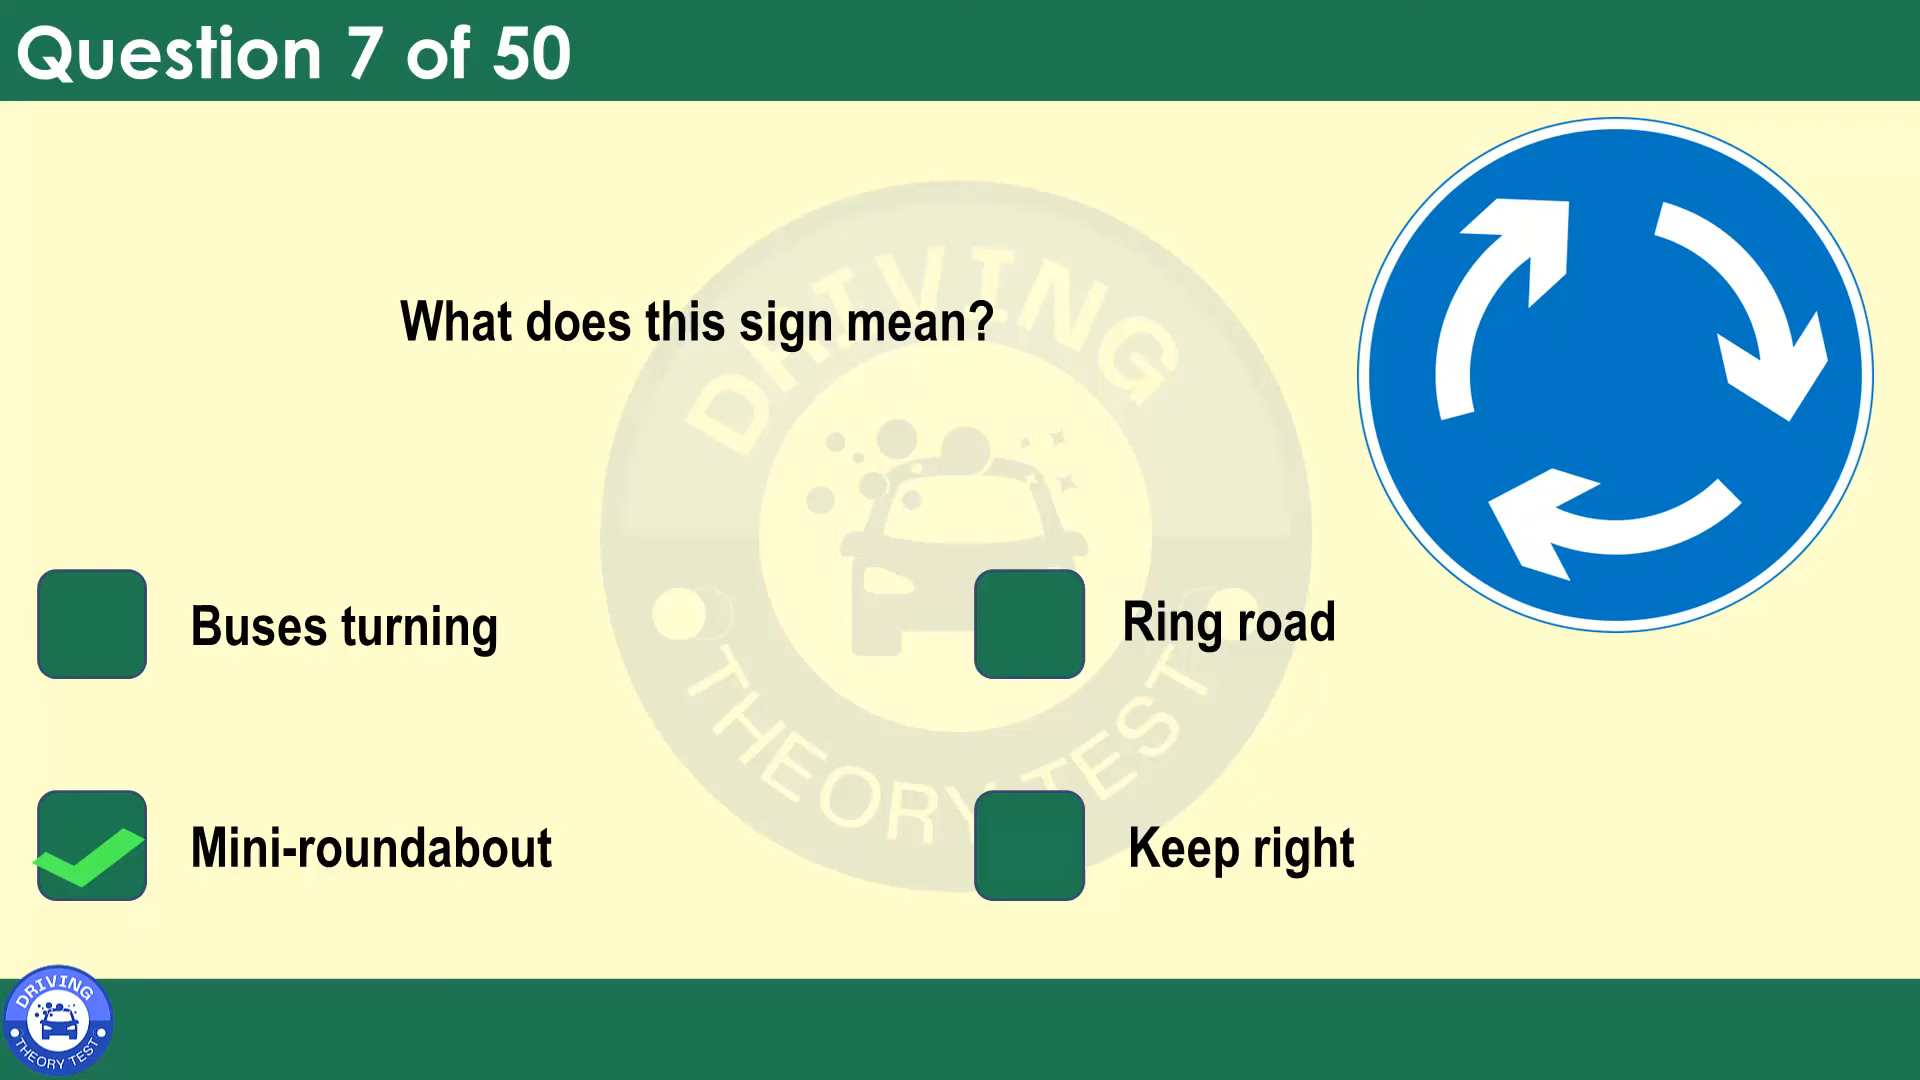 Question 7 of 50
What does this sign mean?
DRIVING
THEORY TEST
Buses turning
Ring road
Mini-roundabout
Keep right
DRIVING
THEORY TEST